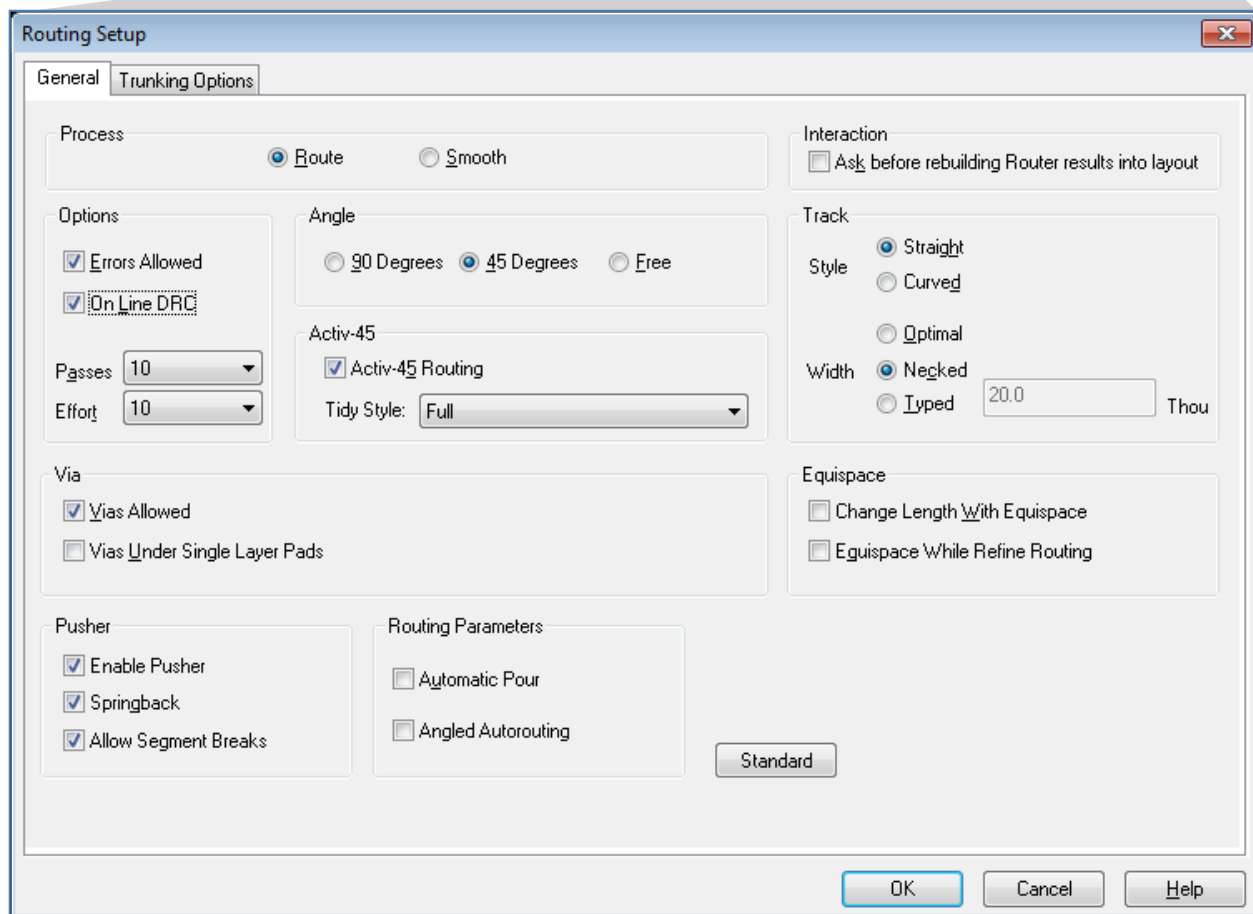 Routing Setup
General Trunking Options
Process
Route Smooth
Interaction
Ask before rebuilding Router results into layout
Options
Errors Allowed
On Line DRC
Passes 10
Effort 10
Angle
90 Degrees 45 Degrees Free
Activ-45
Activ-45 Routing
Tidy Style: Full
Track
Style
Straight
Curved
Width
Optimal
Necked
Typed 20.0 Thou
Via
Vias Allowed
Vias Under Single Layer Pads
Equispace
Change Length With Equispace
Equispace While Refine Routing
Pusher
Enable Pusher
Springback
Allow Segment Breaks
Routing Parameters
Automatic Pour
Angled Autorouting
Standard
OK Cancel Help